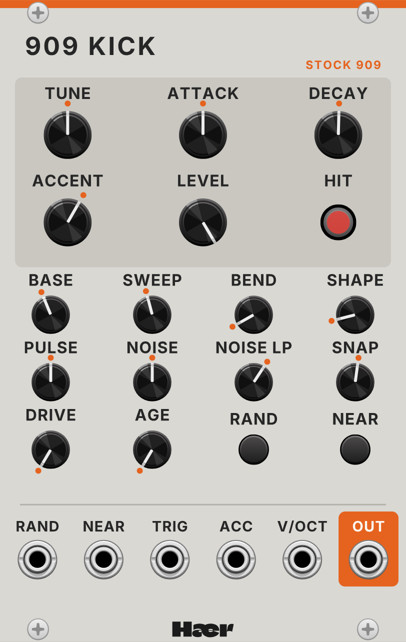 909 KICK
STOCK 909
TUNE ATTACK DECAY
ACCENT LEVEL HIT
BASE SWEEP BEND SHAPE
PULSE NOISE NOISE LP SNAP
DRIVE AGE RAND NEAR
RAND NEAR TRIG ACC V/OCT OUT
Hær